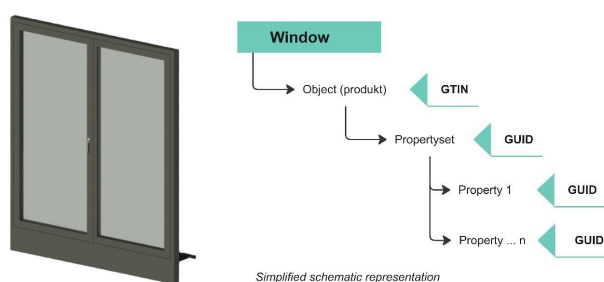 Window
Object (produkt) GTIN
Propertyset GUID
Property 1 GUID
Property ... n GUID
Simplified schematic representation